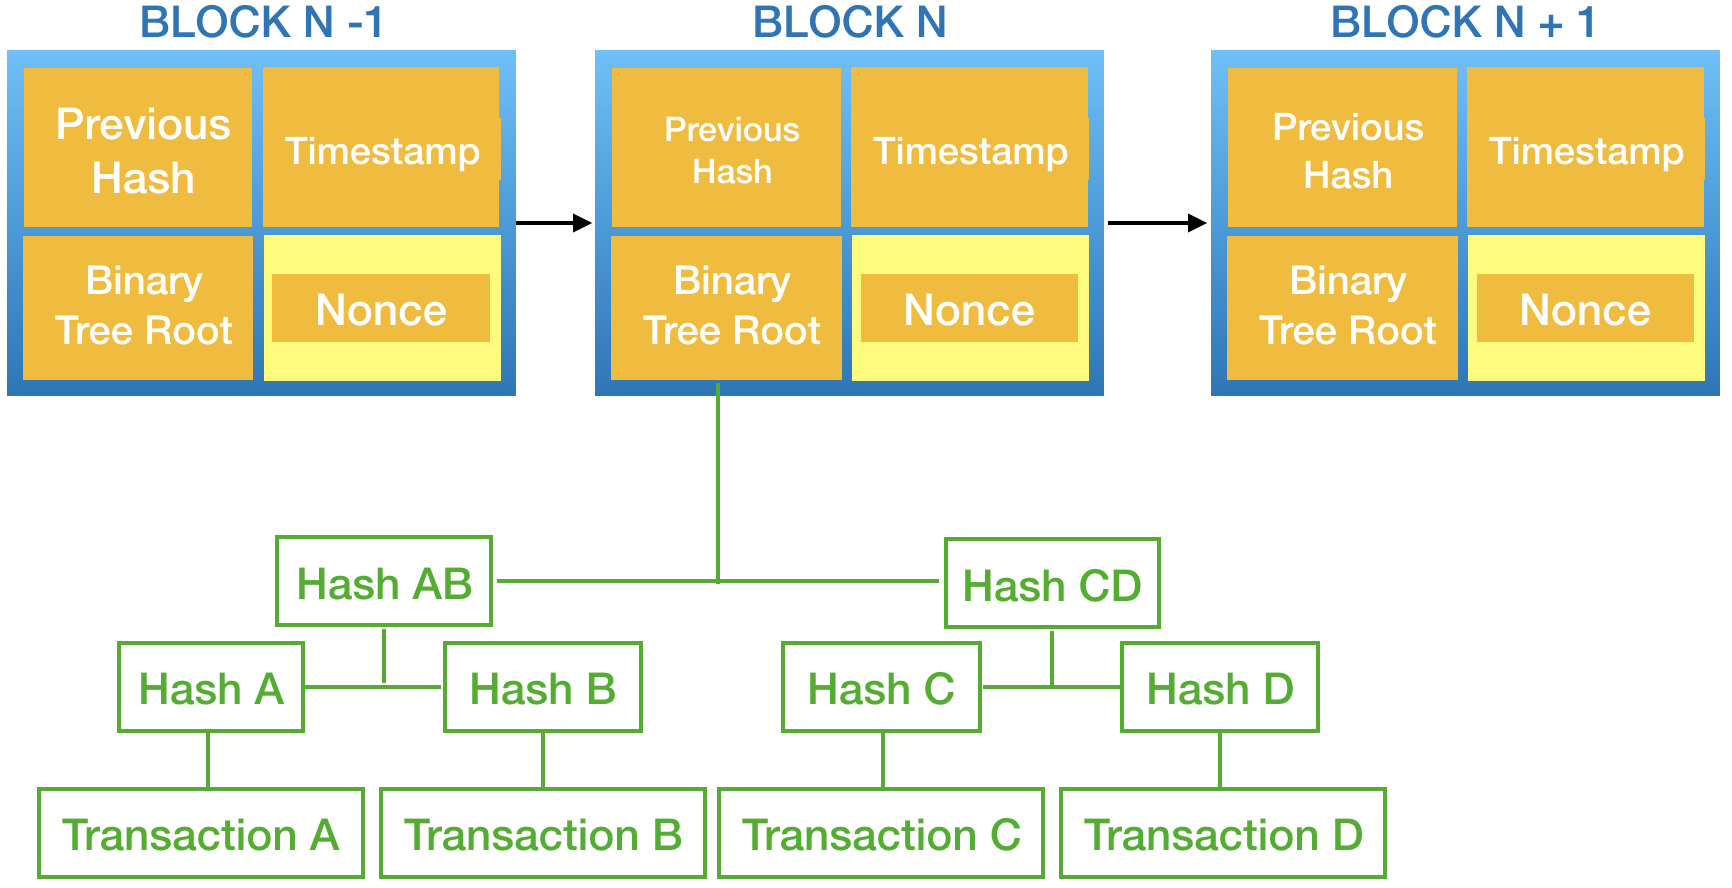 BLOCK N -1
BLOCK N
BLOCK N + 1
Previous
Hash
Timestamp
Binary
Tree Root
Nonce
Previous
Hash
Timestamp
Binary
Tree Root
Nonce
Previous
Hash
Timestamp
Binary
Tree Root
Nonce
Hash AB
Hash CD
Hash A
Hash B
Hash C
Hash D
Transaction A
Transaction B
Transaction C
Transaction D